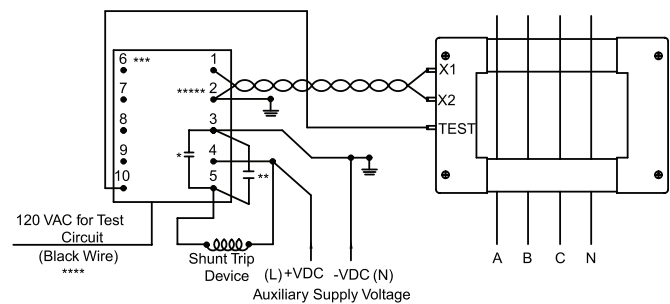 6 *** 1
7 ***** 2
8 3
9 4
10 5
* **
X1
X2
TEST
120 VAC for Test
Circuit
(Black Wire)
****
Shunt Trip
Device
(L) +VDC -VDC (N)
Auxiliary Supply Voltage
A B C N